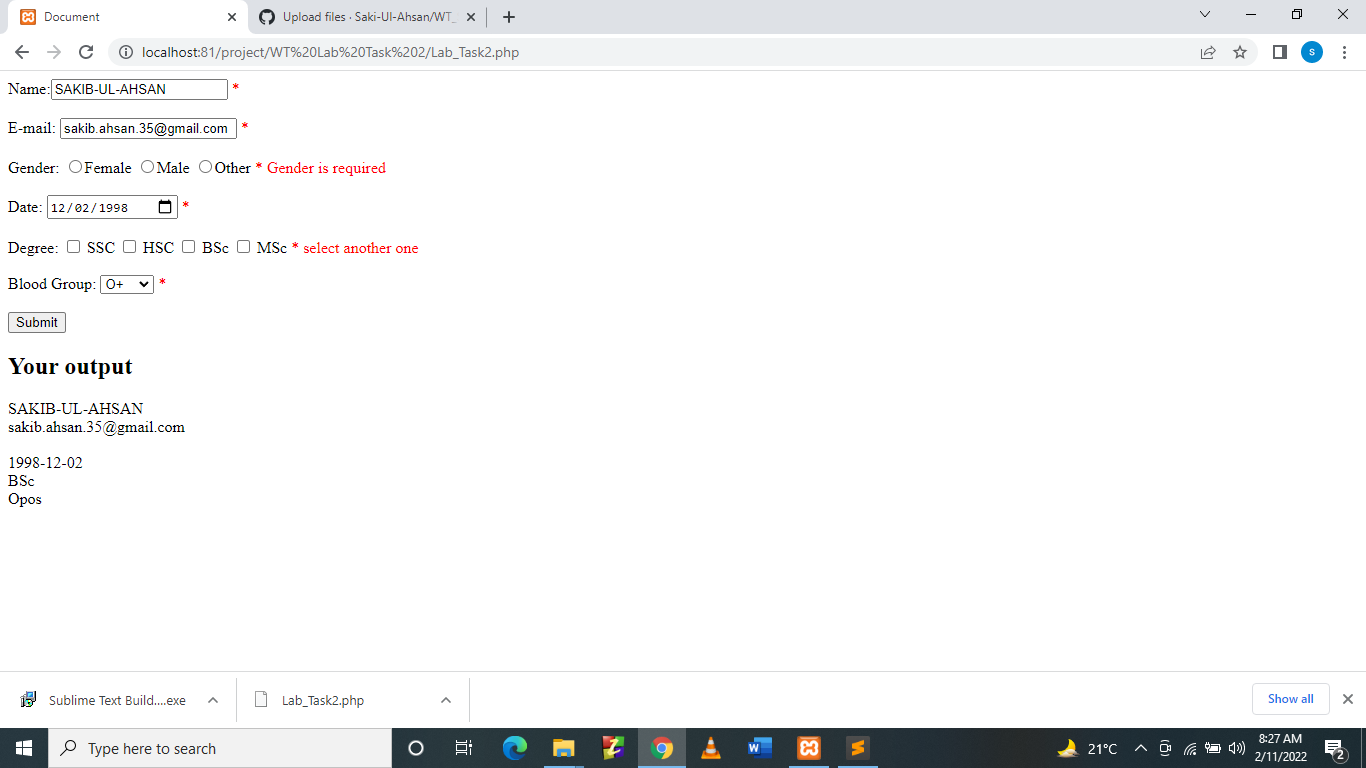 Document
Upload files · Saki-Ul-Ahsan/WT_
localhost:81/project/WT%20Lab%20Task%202/Lab_Task2.php
s
Name: SAKIB-UL-AHSAN *
E-mail: sakib.ahsan.35@gmail.com *
Gender: Female Male Other * Gender is required
Date: 12/02/1998 *
Degree: SSC HSC BSc MSc * select another one
Blood Group: O+ *
Submit
Your output
SAKIB-UL-AHSAN
sakib.ahsan.35@gmail.com
1998-12-02
BSc
Opos
Sublime Text Build....exe
Lab_Task2.php
Show all
Type here to search
21°C
8:27 AM
2/11/2022
2